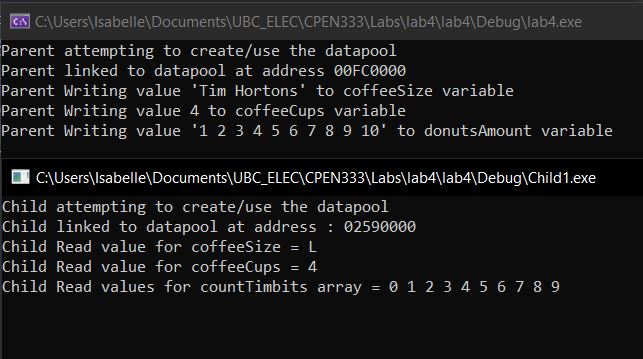 C:\Users\Isabelle\Documents\UBC_ELEC\CPEN333\Labs\lab4\lab4\Debug\lab4.exe
Parent attempting to create/use the datapool
Parent linked to datapool at address 00FC0000
Parent Writing value 'Tim Hortons' to coffeeSize variable
Parent Writing value 4 to coffeeCups variable
Parent Writing value '1 2 3 4 5 6 7 8 9 10' to donutsAmount variable
C:\Users\Isabelle\Documents\UBC_ELEC\CPEN333\Labs\lab4\lab4\Debug\Child1.exe
Child attempting to create/use the datapool
Child linked to datapool at address : 02590000
Child Read value for coffeeSize = L
Child Read value for coffeeCups = 4
Child Read values for countTimbits array = 0 1 2 3 4 5 6 7 8 9